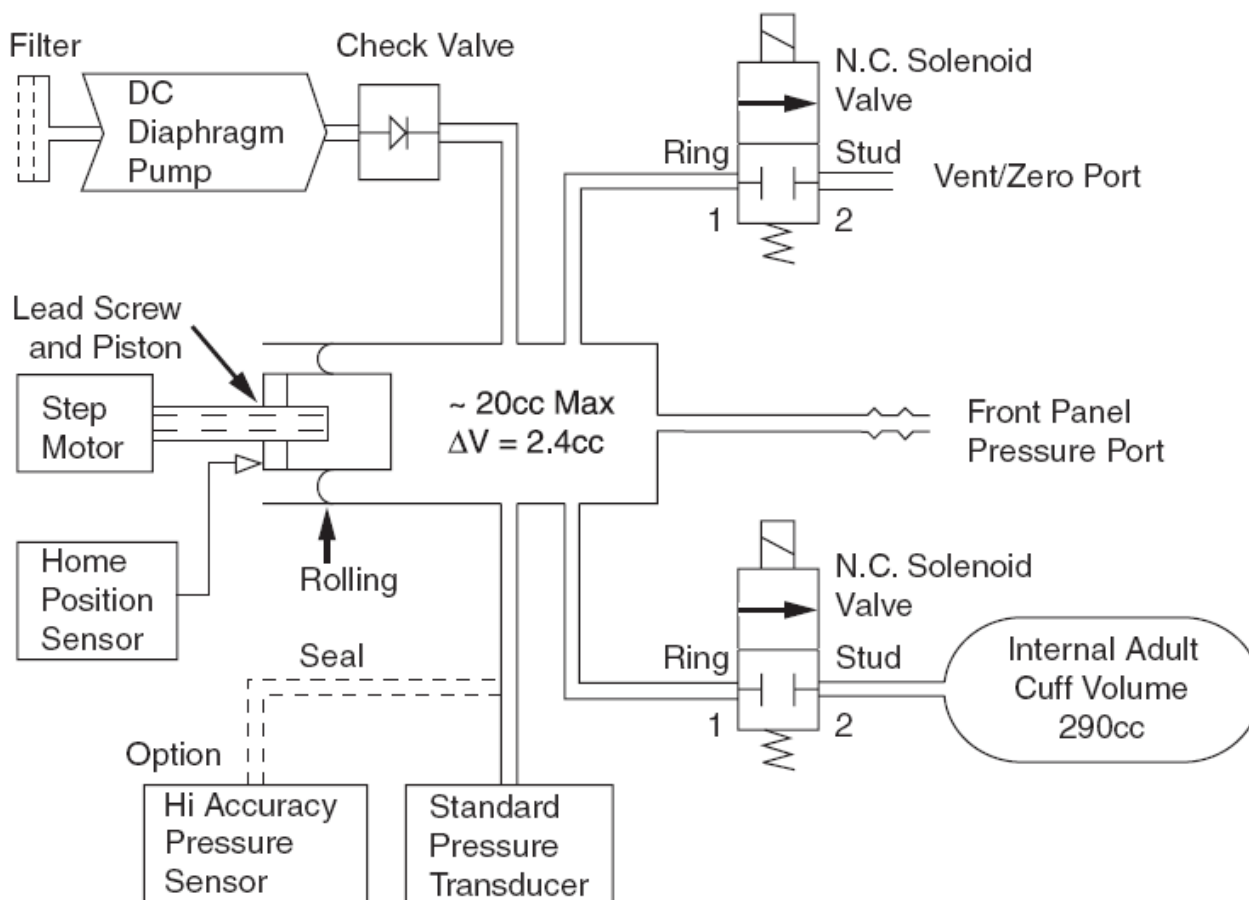 Filter
DC
Diaphragm
Pump
Check Valve
N.C. Solenoid
Valve
Ring
Stud
1
2
Vent/Zero Port
Lead Screw
and Piston
Step
Motor
~ 20cc Max
ΔV = 2.4cc
Front Panel
Pressure Port
Home
Position
Sensor
Rolling
Seal
N.C. Solenoid
Valve
Ring
Stud
1
2
Internal Adult
Cuff Volume
290cc
Option
Hi Accuracy
Pressure
Sensor
Standard
Pressure
Transducer